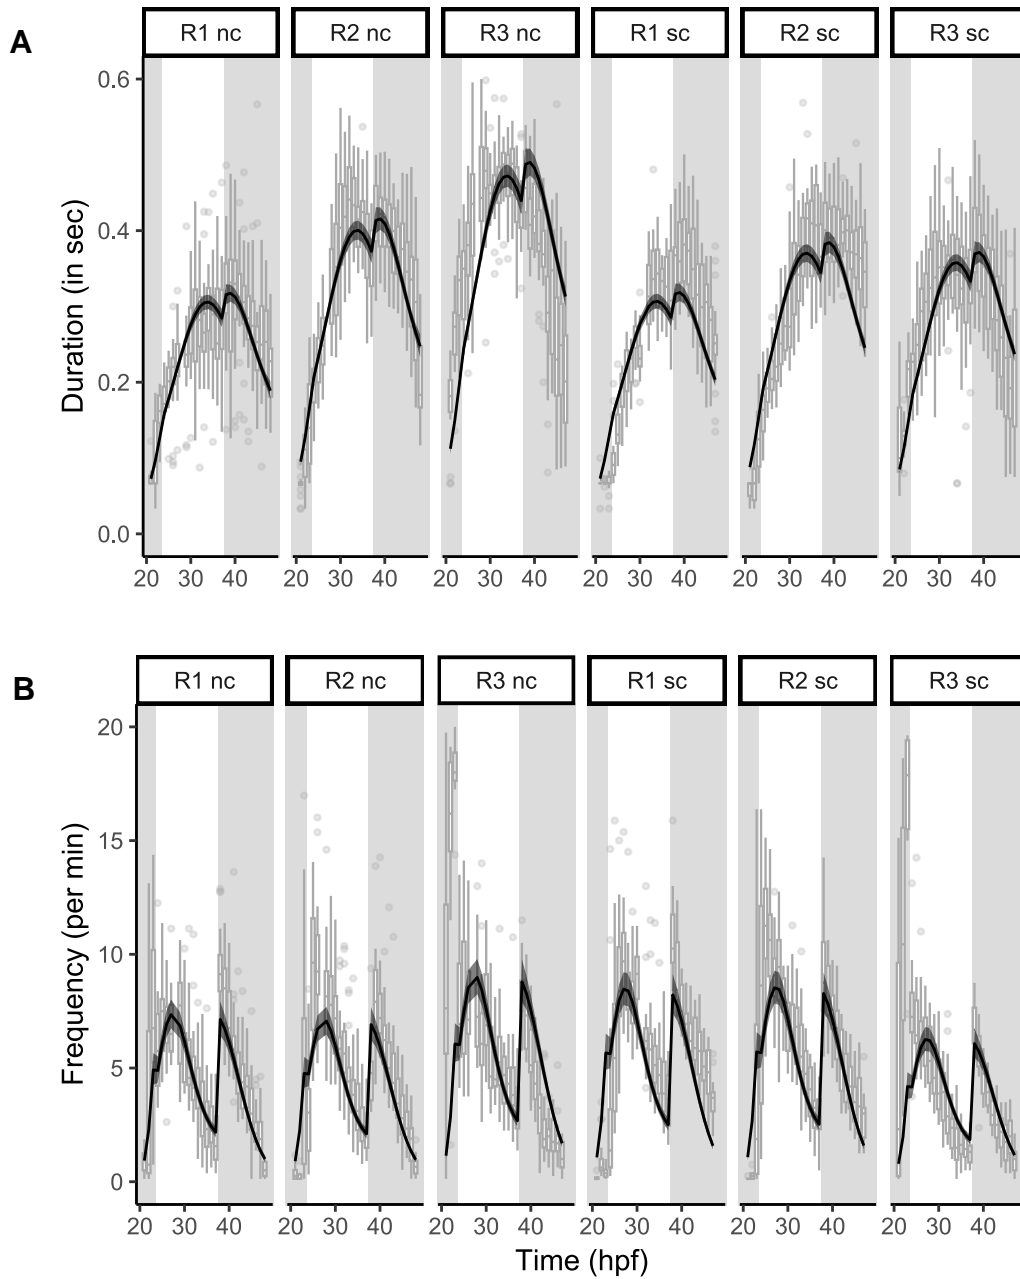 A
R1 nc R2 nc R3 nc R1 sc R2 sc R3 sc
Duration (in sec)
0.6
0.4
0.2
0.0
20 30 40 20 30 40 20 30 40 20 30 40 20 30 40 20 30 40
B
R1 nc R2 nc R3 nc R1 sc R2 sc R3 sc
Frequency (per min)
20
15
10
5
0
20 30 40 20 30 40 20 30 40 20 30 40 20 30 40 20 30 40
Time (hpf)